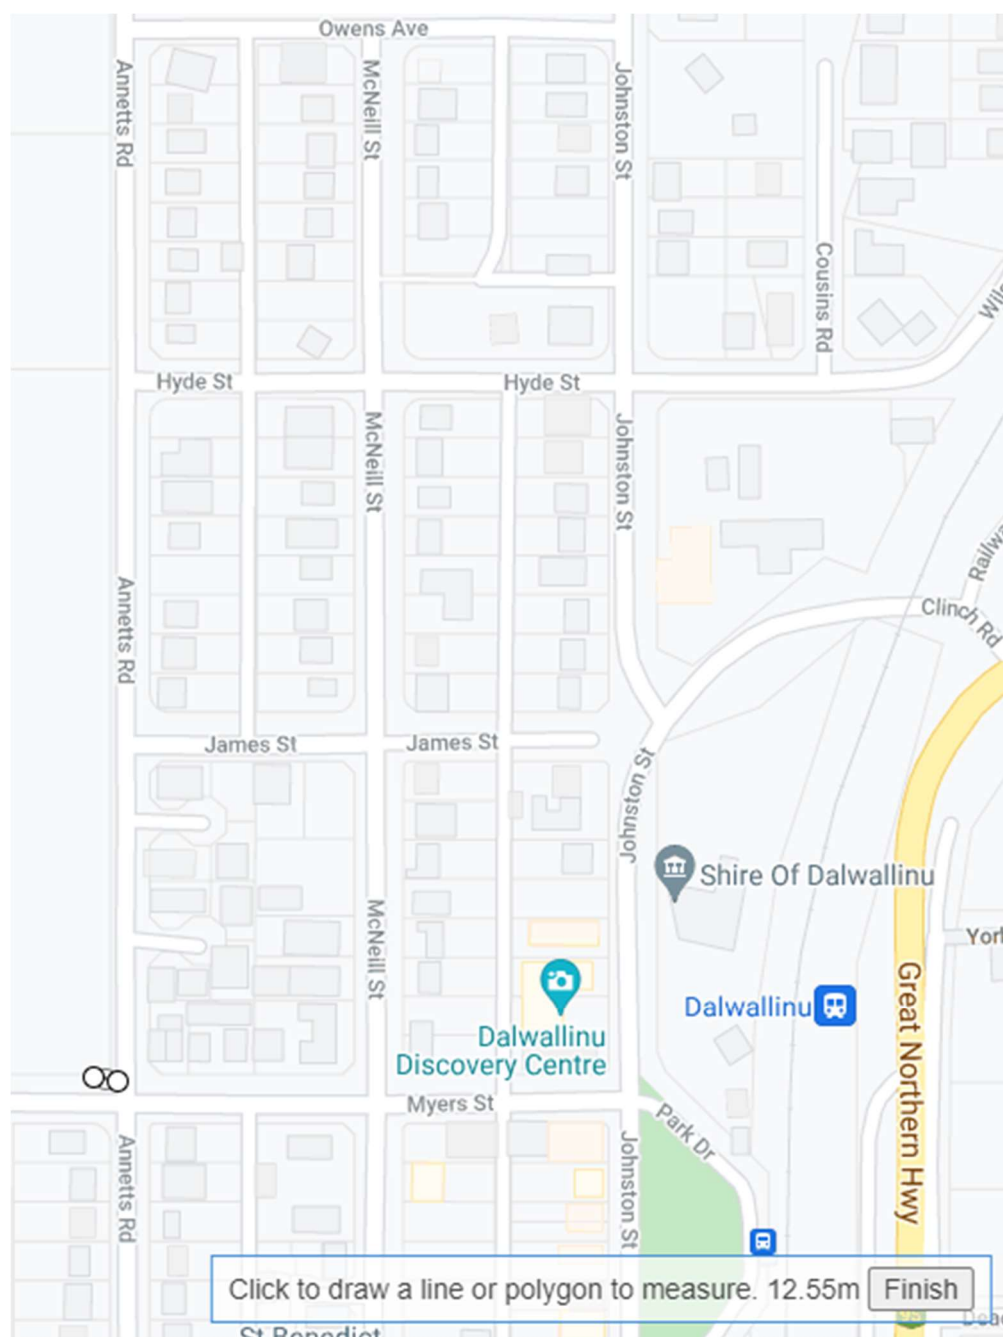 Owens Ave
Annetts Rd
McNeill St
Johnston St
Cousins Rd
Hyde St
Hyde St
McNeill St
Johnston St
Annetts Rd
Clinch Rd
James St
James St
Johnston St
Shire Of Dalwallinu
McNeill St
Great Northern Hwy
Dalwallinu
Dalwallinu
Discovery Centre
Myers St
Park Dr
Annetts Rd
Johnston St
Click to draw a line or polygon to measure. 12.55m Finish
95
St Benedict